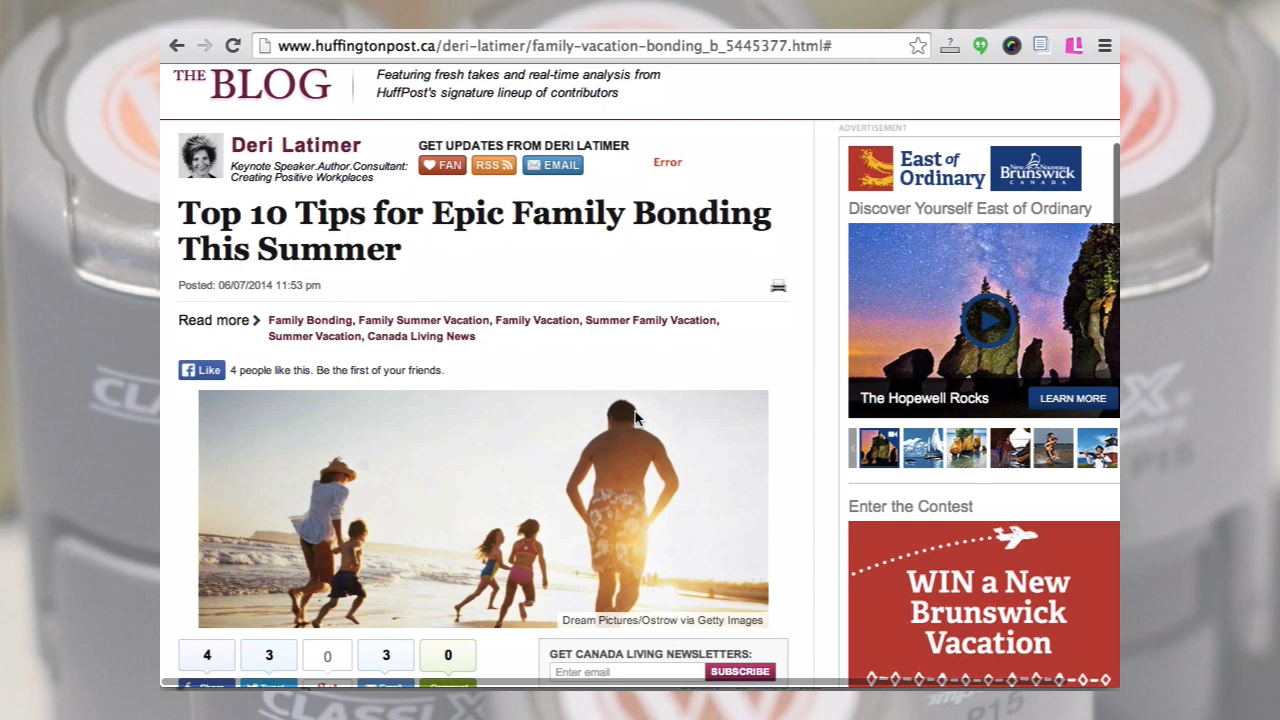 www.huffingtonpost.ca/deri-latimer/family-vacation-bonding_b_5445377.html#
THE BLOG
Featuring fresh takes and real-time analysis from
HuffPost's signature lineup of contributors
ADVERTISEMENT
Deri Latimer
Keynote Speaker.Author.Consultant:
Creating Positive Workplaces
GET UPDATES FROM DERI LATIMER
FAN RSS EMAIL
Error
Top 10 Tips for Epic Family Bonding
This Summer
Posted: 06/07/2014 11:53 pm
Read more Family Bonding, Family Summer Vacation, Family Vacation, Summer Family Vacation,
Summer Vacation, Canada Living News
Like 4 people like this. Be the first of your friends.
Dream Pictures/Ostrow via Getty Images
4 3 0 3 0
GET CANADA LIVING NEWSLETTERS:
Enter email SUBSCRIBE
East of
Ordinary
Brunswick
CANADA
Discover Yourself East of Ordinary
The Hopewell Rocks LEARN MORE
Enter the Contest
WIN a New
Brunswick
Vacation
CLASSIX
P15